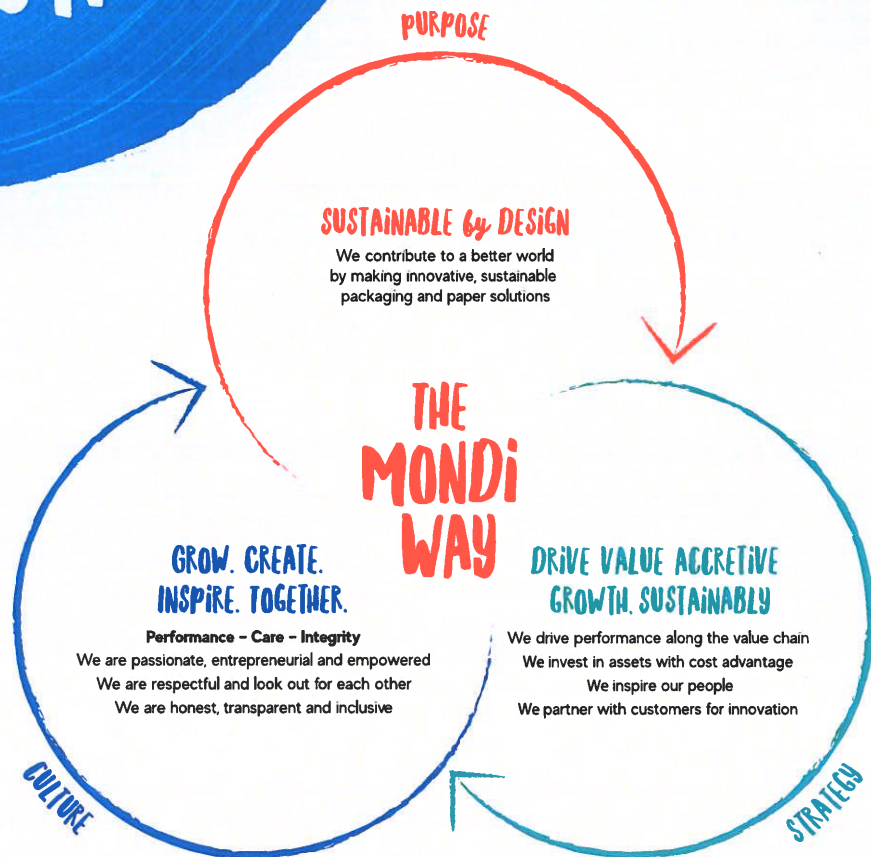 PURPOSE
SUSTAiNABLE by DESiGN
We contribute to a better world
by making innovative, sustainable
packaging and paper solutions
THE
MONDi
WAY
GROW. CREATE.
INSPiRE. TOGETHER.
Performance – Care – Integrity
We are passionate, entrepreneurial and empowered
We are respectful and look out for each other
We are honest, transparent and inclusive
CULTURE
DRiVE VALUE ACCRETiVE
GROWTH, SUSTAiNABLY
We drive performance along the value chain
We invest in assets with cost advantage
We inspire our people
We partner with customers for innovation
STRATEGY